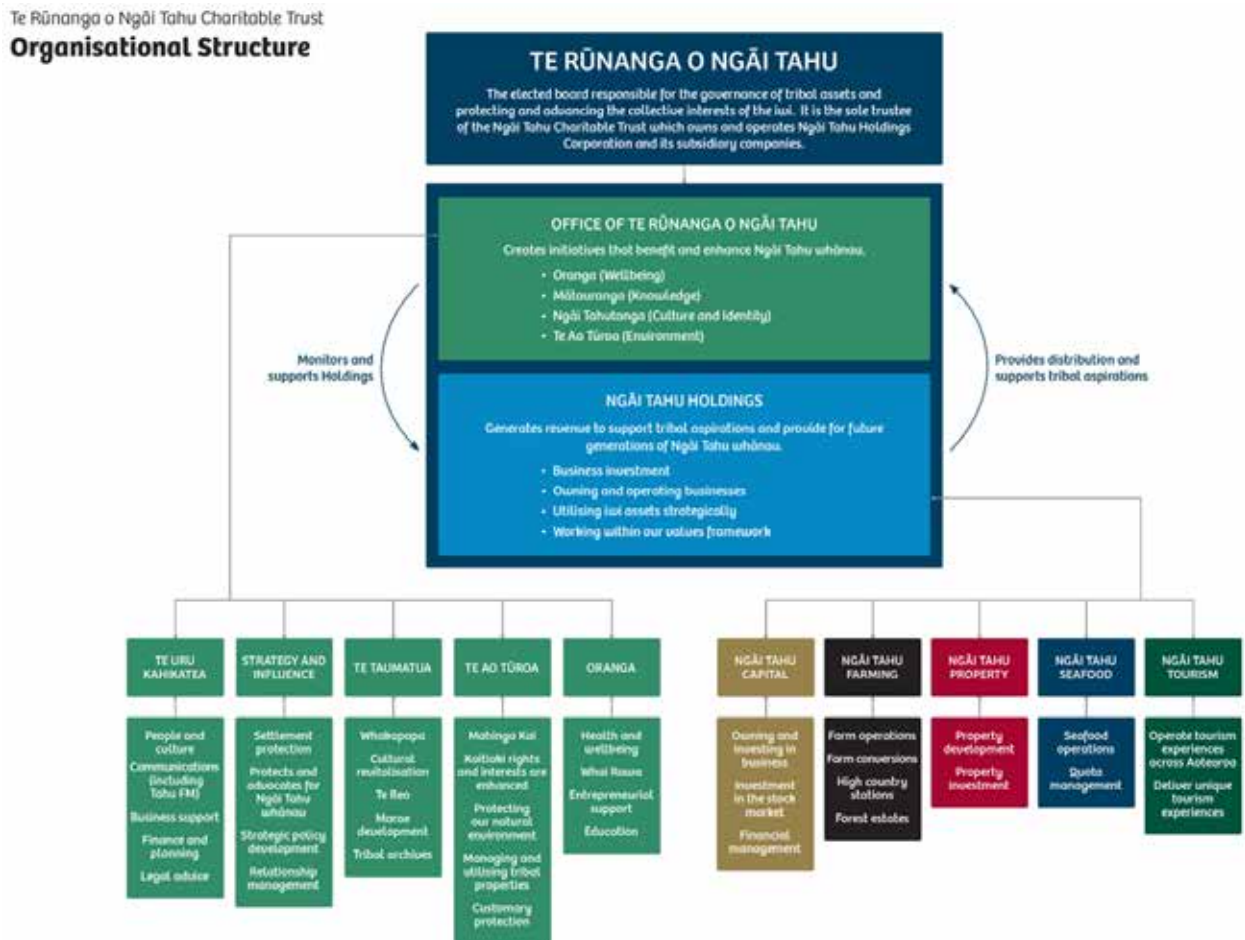 Te Rūnanga o Ngāi Tahu Charitable Trust
Organisational Structure
TE RŪNANGA O NGĀI TAHU
The elected board responsible for the governance of tribal assets and
protecting and advancing the collective interests of the iwi. It is the sole trustee
of the Ngāi Tahu Charitable Trust which owns and operates Ngāi Tahu Holdings
Corporation and its subsidiary companies.
OFFICE OF TE RŪNANGA O NGĀI TAHU
Creates initiatives that benefit and enhance Ngāi Tahu whānau.
• Oranga (Wellbeing)
• Mātauranga (Knowledge)
• Ngāi Tahutanga (Culture and Identity)
• Te Ao Tūroa (Environment)
Monitors and
supports Holdings
Provides distribution and
supports tribal aspirations
NGĀI TAHU HOLDINGS
Generates revenue to support tribal aspirations and provide for future
generations of Ngāi Tahu whānau.
• Business investment
• Owning and operating businesses
• Utilising iwi assets strategically
• Working within our values framework
TE URU
KAHIKATEA
People and
culture
Communications
(including
Tahu FM)
Business support
Finance and
planning
Legal advice
STRATEGY AND
INFLUENCE
Settlement
protection
Protects and
advocates for
Ngāi Tahu
whānau
Strategic policy
development
Relationship
management
TE TAUMATUA
Whakapapa
Cultural
revitalisation
Te Reo
Marae
development
Tribal archives
TE AO TŪROA
Mahinga Kai
Kaitiaki rights
and interests are
enhanced
Protecting
our natural
environment
Managing and
utilising tribal
properties
Customary
protection
ORANGA
Health and
wellbeing
Whai Rawa
Entrepreneurial
support
Education
NGĀI TAHU
CAPITAL
Owning and
investing in
business
Investment
in the stock
market
Financial
management
NGĀI TAHU
FARMING
Farm operations
Farm conversions
High country
stations
Forest estates
NGĀI TAHU
PROPERTY
Property
development
Property
investment
NGĀI TAHU
SEAFOOD
Seafood
operations
Quota
management
NGĀI TAHU
TOURISM
Operate tourism
experiences
across Aotearoa
Deliver unique
tourism
experiences